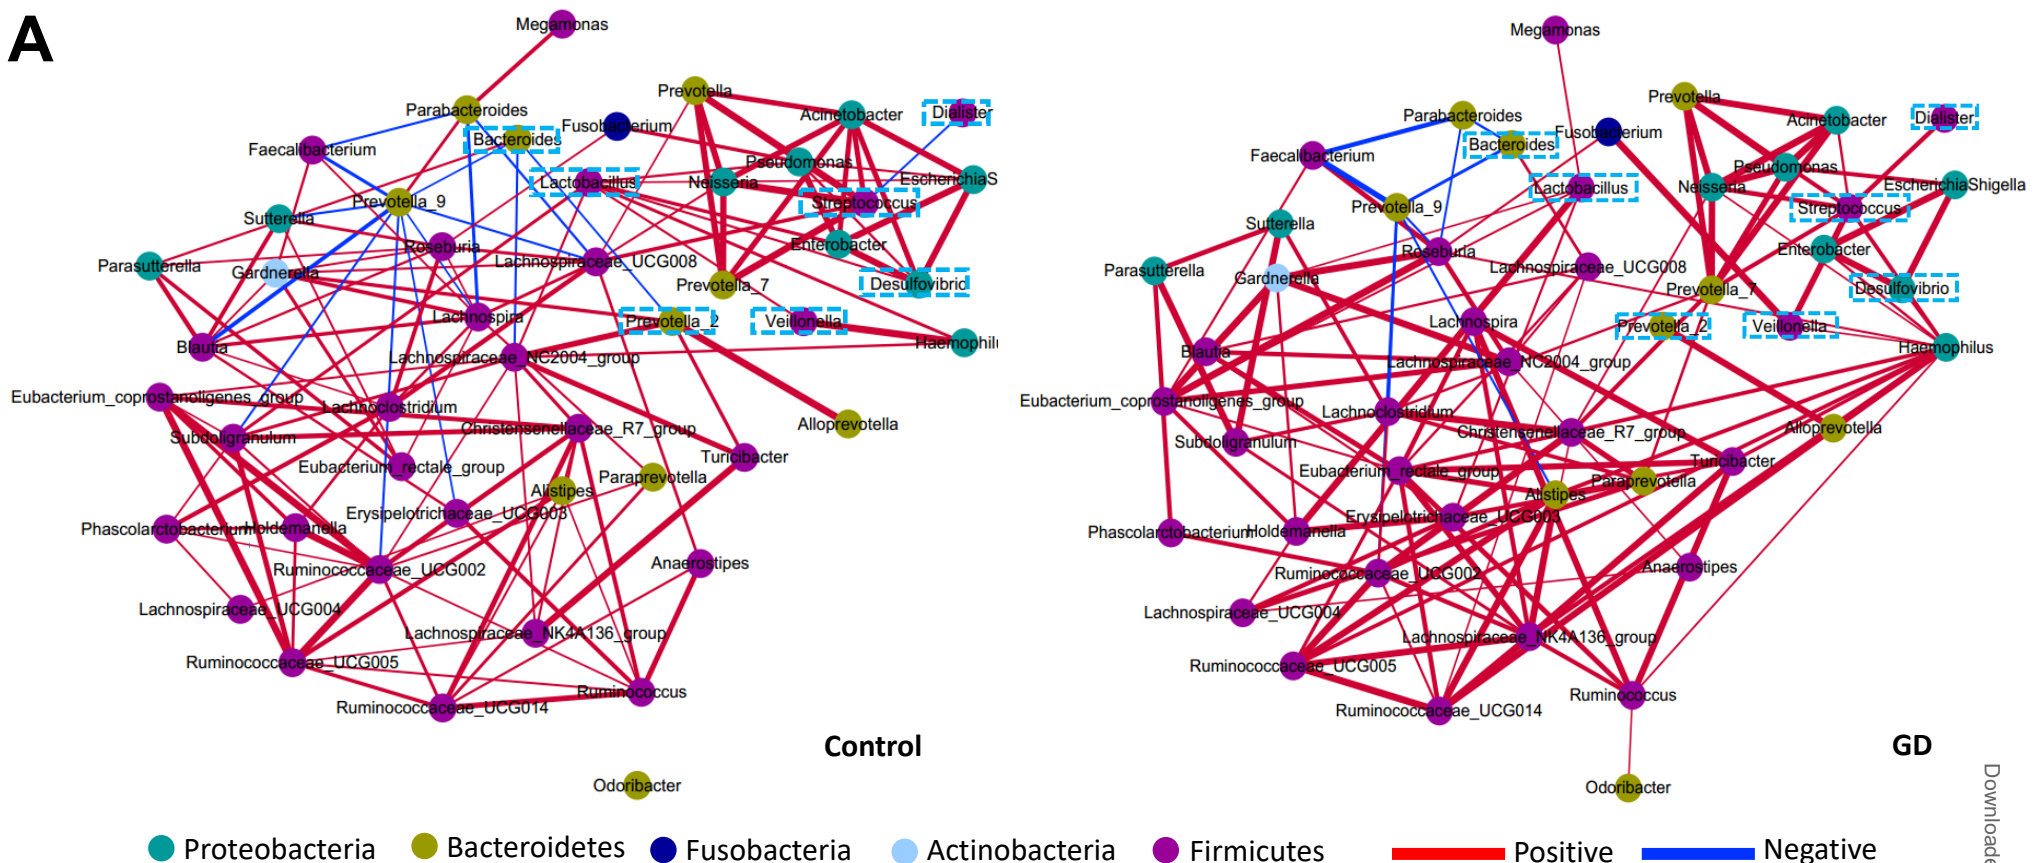 A
Megamonas
Parabacteroides
Bacteroides
Fusobacterium
Prevotella
Acinetobacter
Dialister
Faecalibacterium
Pseudomonas
Lactobacillus
Neisseria
EscherichiaS
Prevotella_9
Streptococcus
Sutterella
Roseburia
Enterobacter
Parasutterella
Gardnerella
Lachnospiraceae_UCG008
Prevotella_7
Desulfovibrio
Lachnospira
Prevotella_2
Veillonella
Blautia
Lachnospiraceae_NC2004_group
Haemophil
Eubacterium_coprostanoligenes_group
Lachnoclostridium
Subdoligranulum
Christensenellaceae_R7_group
Alloprevotella
Eubacterium_rectale_group
Turicibacter
Paraprevotella
Alistipes
Erysipelotrichaceae_UCG003
Phascolarctobacterium
Holdemanella
Ruminococcaceae_UCG002
Anaerostipes
Lachnospiraceae_UCG004
Lachnospiraceae_NK4A136_group
Ruminococcaceae_UCG005
Ruminococcus
Ruminococcaceae_UCG014
Control
Odoribacter
Megamonas
Parabacteroides
Bacteroides
Fusobacterium
Prevotella
Acinetobacter
Dialister
Faecalibacterium
Pseudomonas
Lactobacillus
Neisseria
EscherichiaShigella
Prevotella_9
Streptococcus
Sutterella
Roseburia
Enterobacter
Parasutterella
Gardnerella
Lachnospiraceae_UCG008
Prevotella_7
Desulfovibrio
Lachnospira
Prevotella_2
Veillonella
Blautia
Lachnospiraceae_NC2004_group
Haemophilus
Eubacterium_coprostanoligenes_group
Lachnoclostridium
Subdoligranulum
Christensenellaceae_R7_group
Alloprevotella
Eubacterium_rectale_group
Turicibacter
Paraprevotella
Alistipes
Erysipelotrichaceae_UCG003
Phascolarctobacterium
Holdemanella
Ruminococcaceae_UCG002
Anaerostipes
Lachnospiraceae_UCG004
Lachnospiraceae_NK4A136_group
Ruminococcaceae_UCG005
Ruminococcus
Ruminococcaceae_UCG014
GD
Odoribacter
Proteobacteria Bacteroidetes Fusobacteria Actinobacteria Firmicutes Positive Negative
Downloade